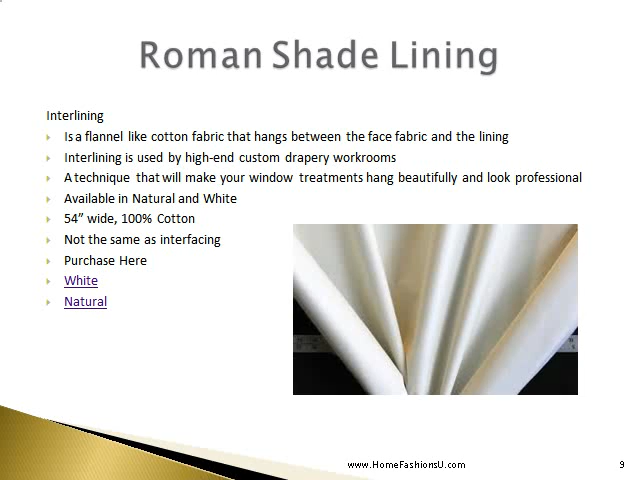 Roman Shade Lining
Interlining
Is a flannel like cotton fabric that hangs between the face fabric and the lining
Interlining is used by high-end custom drapery workrooms
A technique that will make your window treatments hang beautifully and look professional
Available in Natural and White
54” wide, 100% Cotton
Not the same as interfacing
Purchase Here
White
Natural
www.HomeFashionsU.com
9